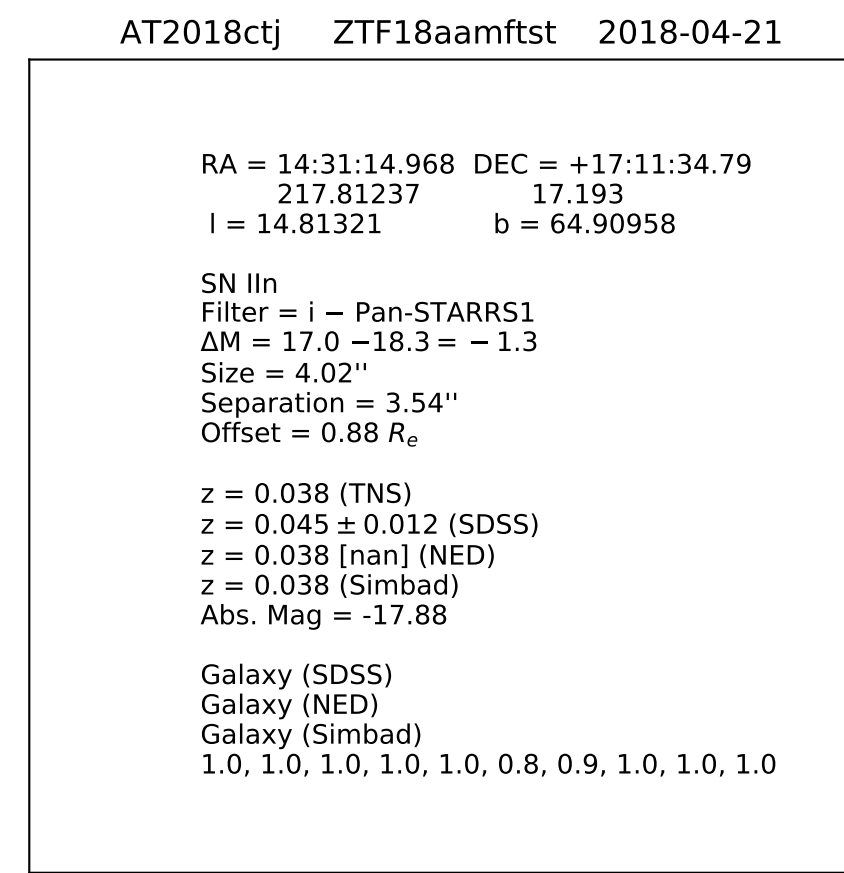 AT2018ctj ZTF18aamftst 2018-04-21
RA = 14:31:14.968 DEC = +17:11:34.79
217.81237 17.193
l = 14.81321 b = 64.90958
SN IIn
Filter = i − Pan-STARRS1
ΔM = 17.0 −18.3 = − 1.3
Size = 4.02''
Separation = 3.54''
Offset = 0.88 Rₑ
z = 0.038 (TNS)
z = 0.045 ± 0.012 (SDSS)
z = 0.038 [nan] (NED)
z = 0.038 (Simbad)
Abs. Mag = -17.88
Galaxy (SDSS)
Galaxy (NED)
Galaxy (Simbad)
1.0, 1.0, 1.0, 1.0, 1.0, 0.8, 0.9, 1.0, 1.0, 1.0